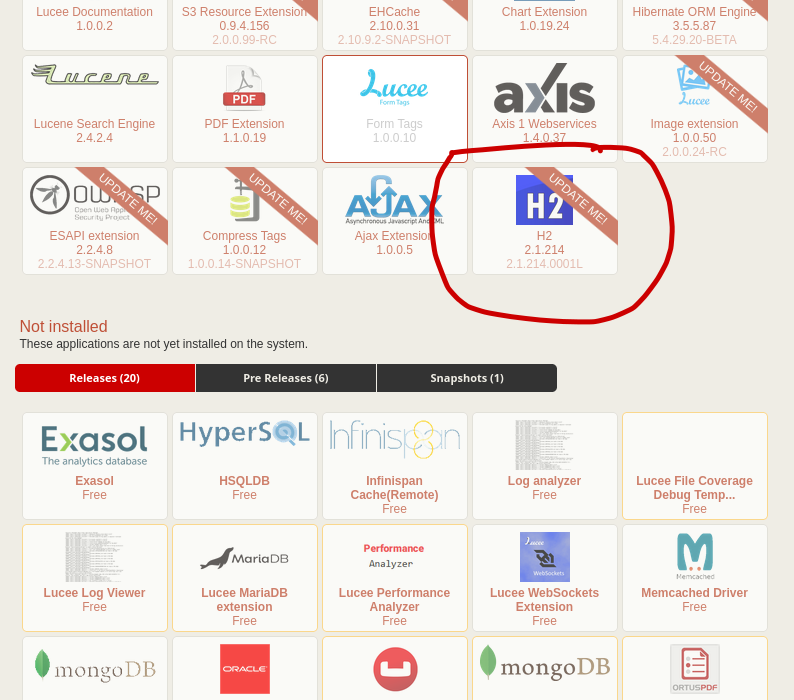 Lucee Documentation
1.0.0.2
S3 Resource Extension
0.9.4.156
2.0.0.99-RC
EHCache
2.10.0.31
2.10.9.2-SNAPSHOT
Chart Extension
1.0.19.24
Hibernate ORM Engine
3.5.5.87
5.4.29.20-BETA
Lucene
Lucene Search Engine
2.4.2.4
PDF
PDF Extension
1.1.0.19
Lucee
Form Tags
Form Tags
1.0.0.10
axis
Axis 1 Webservices
1.4.0.37
UPDATE ME!
Lucee
Image extension
1.0.0.50
2.0.0.24-RC
UPDATE ME!
OWASP
Open Web Application
Security Project
ESAPI extension
2.2.4.8
2.2.4.13-SNAPSHOT
UPDATE ME!
Compress Tags
1.0.0.12
1.0.0.14-SNAPSHOT
AJAX
Asynchronous Javascript And XML
Ajax Extension
1.0.0.5
UPDATE ME!
H2
H2
2.1.214
2.1.214.0001L
Not installed
These applications are not yet installed on the system.
Releases (20)
Pre Releases (6)
Snapshots (1)
Exasol
The analytics database
Exasol
Free
HyperSQL
HSQLDB
Free
Infinispan
Infinispan
Cache(Remote)
Free
Log analyzer
Free
Lucee File Coverage
Debug Temp...
Free
Lucee Log Viewer
Free
MariaDB
Lucee MariaDB
extension
Free
Performance
Analyzer
Lucee Performance
Analyzer
Free
Lucee
WebSockets
Lucee WebSockets
Extension
Free
Memcached
Memcached Driver
Free
mongoDB
ORACLE
mongoDB
ORTUSPDF